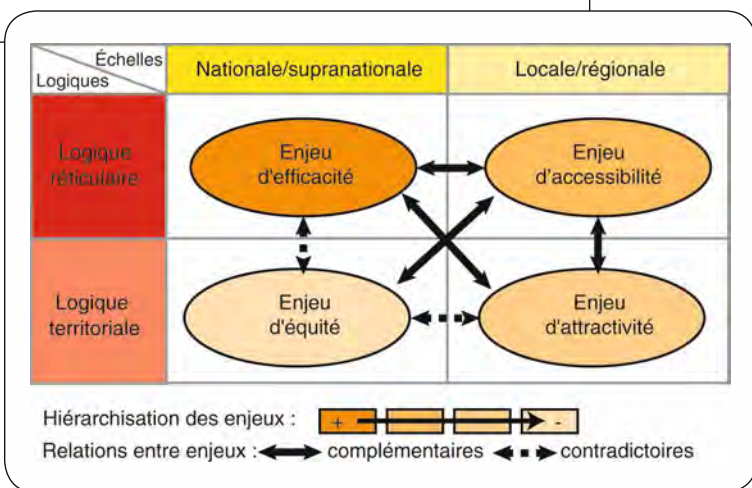 Échelles
Logiques
Nationale/supranationale
Locale/régionale
Logique
réticulaire
Enjeu
d'efficacité
Enjeu
d'accessibilité
Logique
territoriale
Enjeu
d'équité
Enjeu
d'attractivité
Hiérarchisation des enjeux : + -
Relations entre enjeux : complémentaires contradictoires